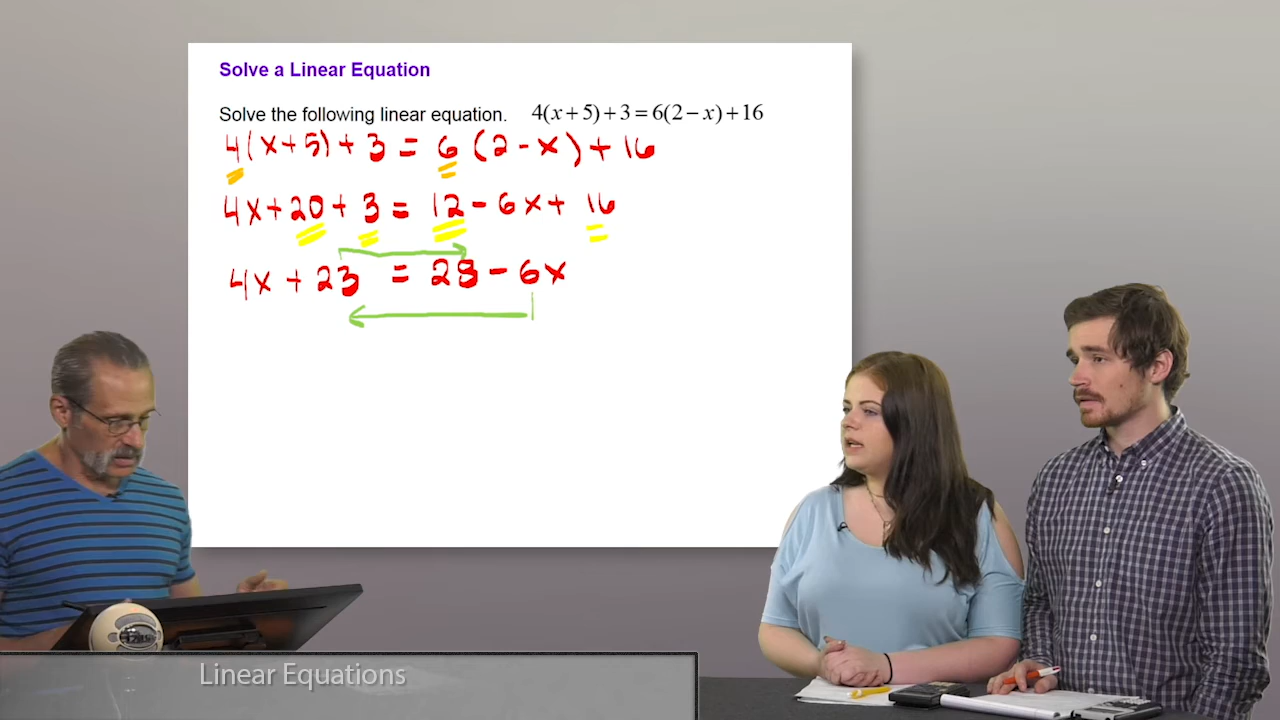 Solve a Linear Equation
Solve the following linear equation. 4(x+5)+3=6(2−x)+16
4(x+5)+3=6(2-x)+16
4x+20+3=12-6x+16
4x+23=28-6x
Linear Equations